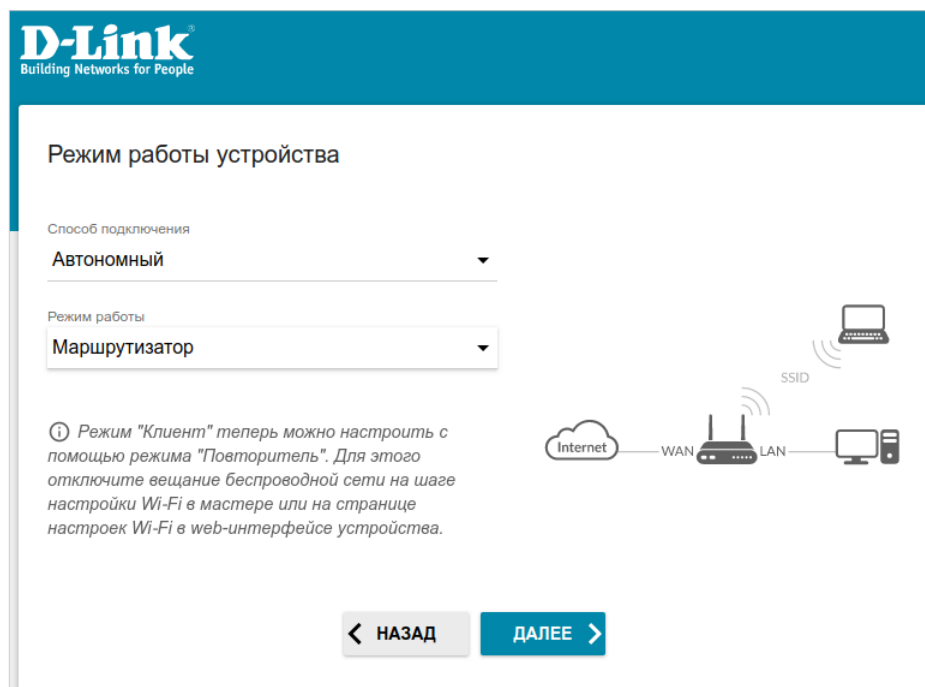 D-Link
Building Networks for People
Режим работы устройства
Способ подключения
Автономный
Режим работы
Маршрутизатор
Режим "Клиент" теперь можно настроить с
помощью режима "Повторитель". Для этого
отключите вещание беспроводной сети на шаге
настройки Wi-Fi в мастере или на странице
настроек Wi-Fi в web-интерфейсе устройства.
SSID
Internet
WAN
LAN
НАЗАД
ДАЛЕЕ